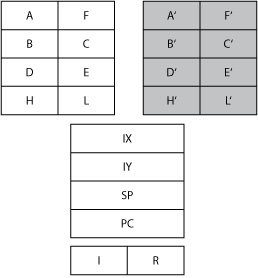 A F A‘ F‘
B C B‘ C‘
D E D‘ E‘
H L H‘ L‘
IX
IY
SP
PC
I R